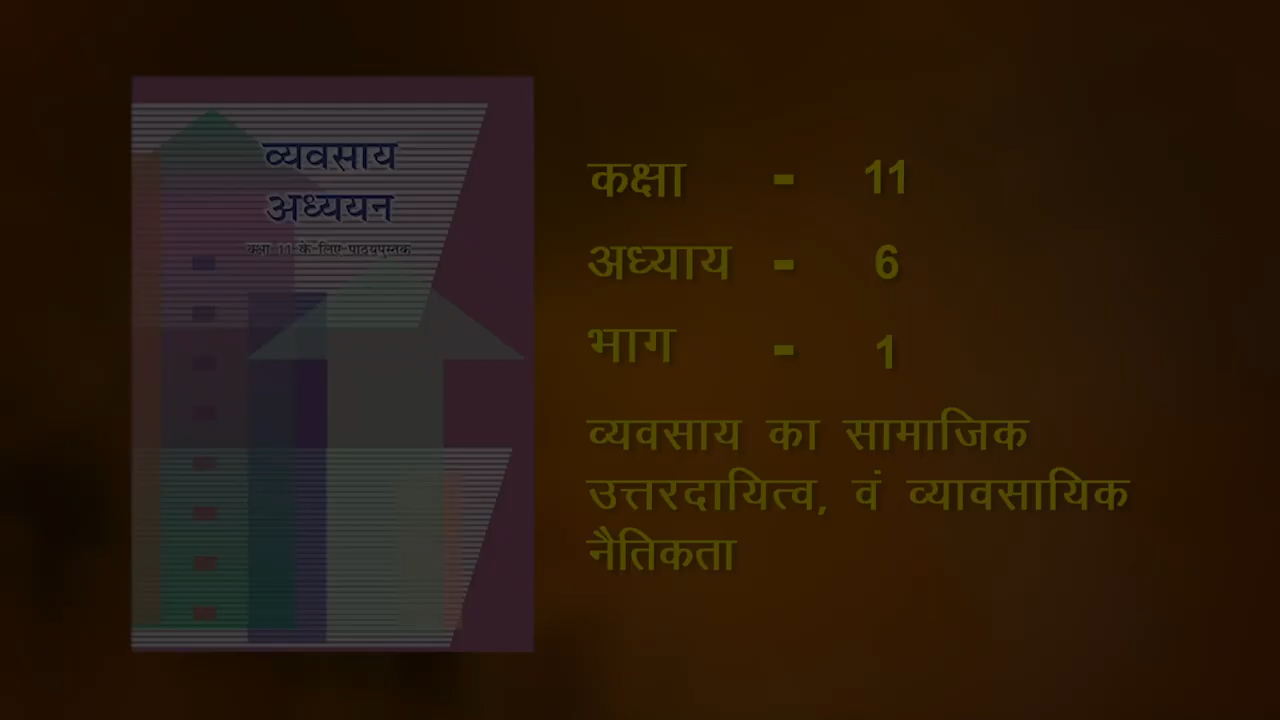 व्यवसाय
अध्ययन
कक्षा 11 के लिए पाठ्यपुस्तक
कक्षा - 11
अध्याय - 6
भाग - 1
व्यवसाय का सामाजिक
उत्तरदायित्व, वं व्यावसायिक
नैतिकता